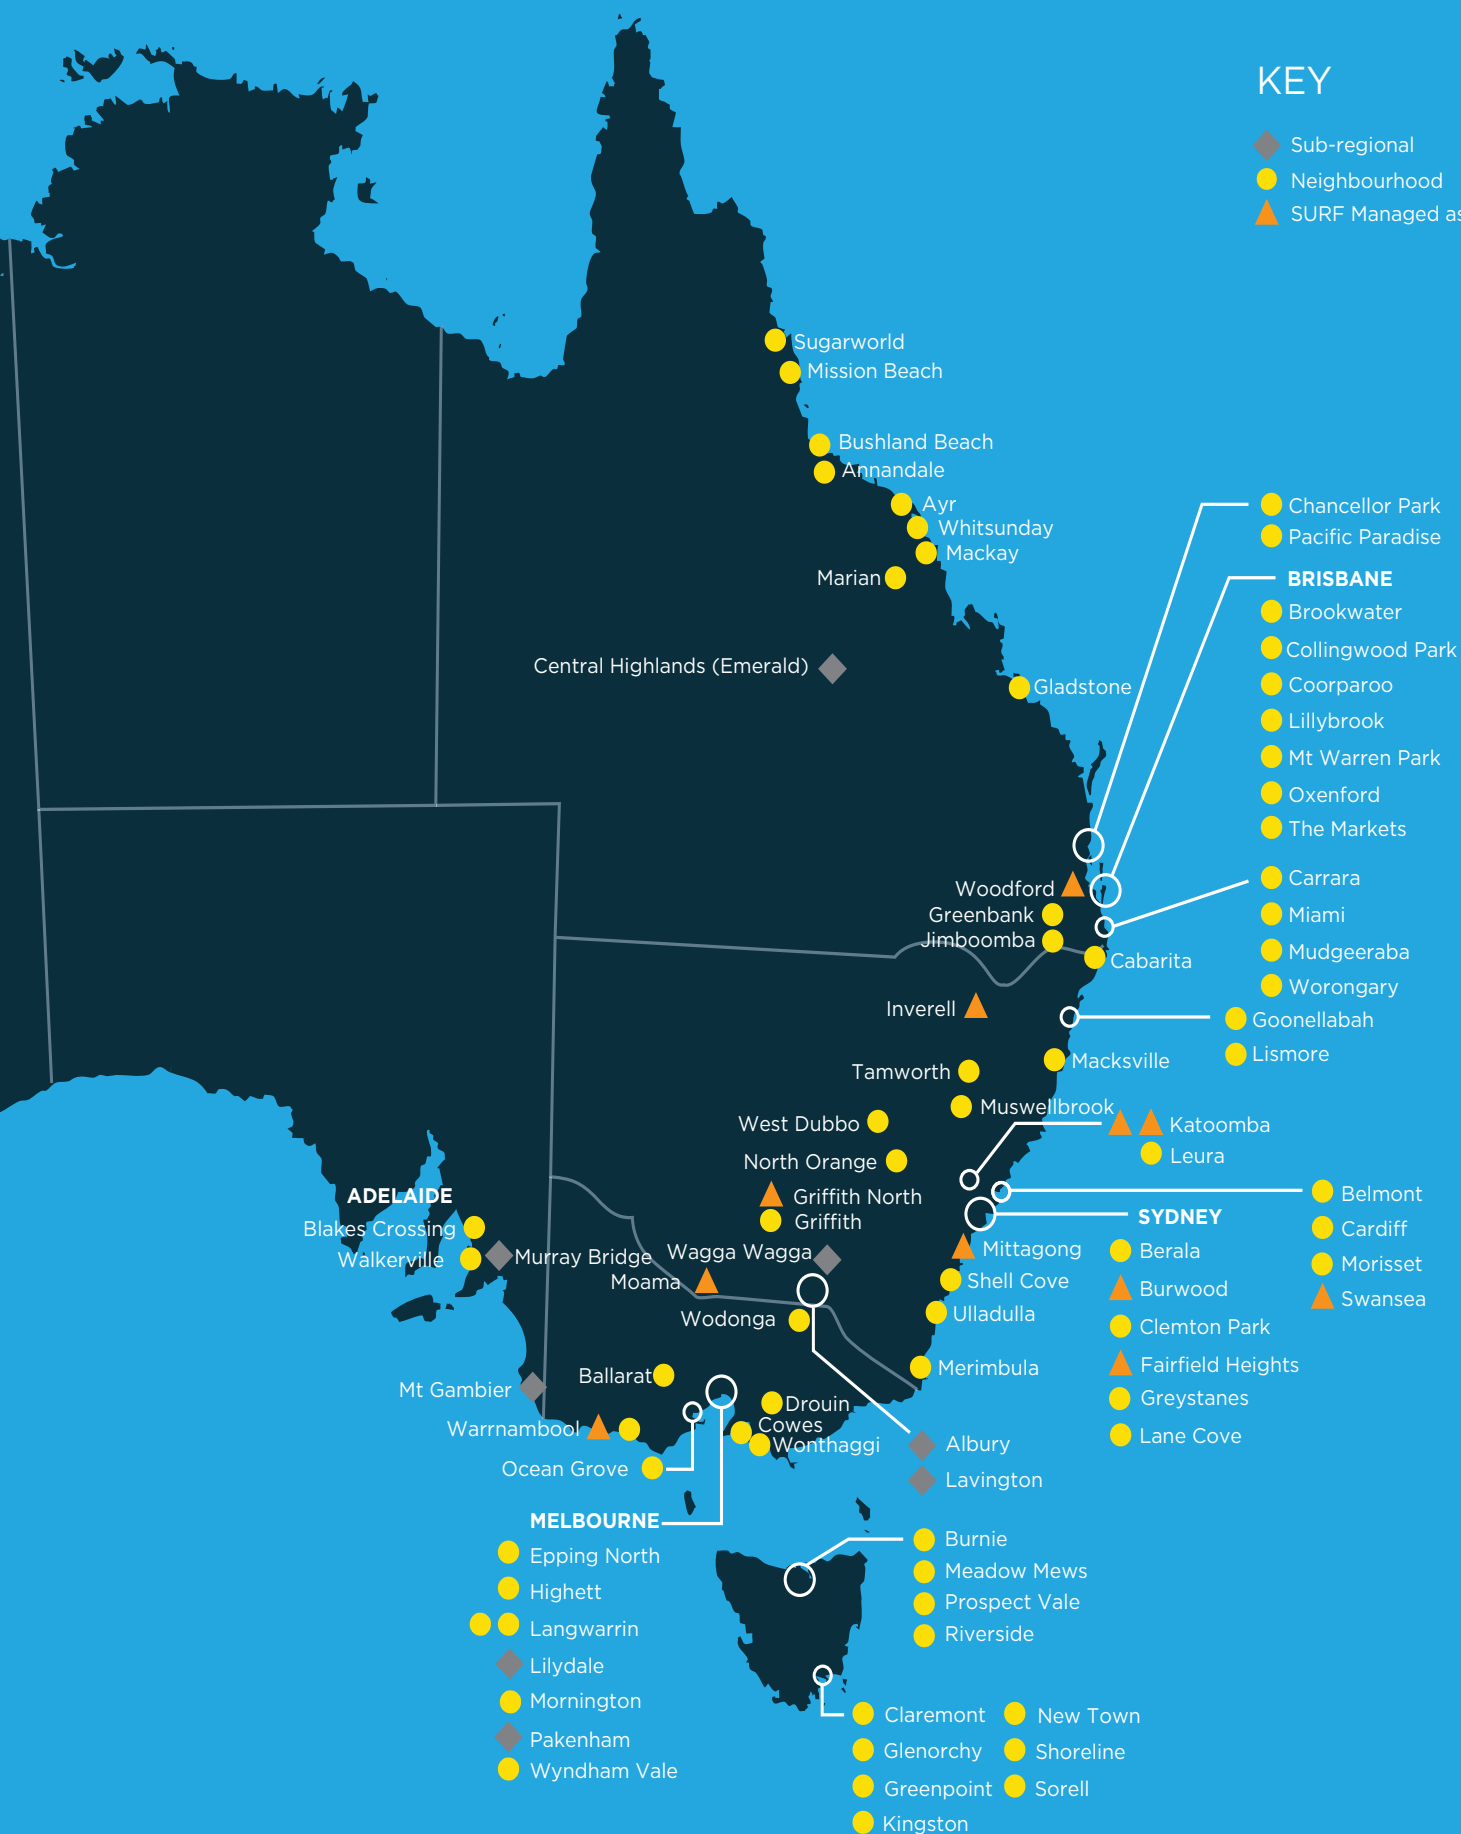 KEY
Sub-regional
Neighbourhood
SURF Managed as
Sugarworld
Mission Beach
Bushland Beach
Annandale
Ayr
Whitsunday
Mackay
Marian
Central Highlands (Emerald)
Gladstone
Chancellor Park
Pacific Paradise
BRISBANE
Brookwater
Collingwood Park
Coorparoo
Lillybrook
Mt Warren Park
Oxenford
The Markets
Carrara
Miami
Mudgeeraba
Worongary
Woodford
Greenbank
Jimboomba
Cabarita
Inverell
Goonellabah
Lismore
Macksville
Tamworth
Muswellbrook
West Dubbo
North Orange
Katoomba
Leura
Griffith North
Griffith
Belmont
Cardiff
Morisset
Swansea
SYDNEY
Berala
Burwood
Clemton Park
Fairfield Heights
Greystanes
Lane Cove
ADELAIDE
Blakes Crossing
Walkerville
Murray Bridge
Wagga Wagga
Moama
Mittagong
Shell Cove
Ulladulla
Wodonga
Merimbula
Ballarat
Mt Gambier
Drouin
Cowes
Wonthaggi
Warrnambool
Ocean Grove
Albury
Lavington
MELBOURNE
Epping North
Highett
Langwarrin
Lilydale
Mornington
Pakenham
Wyndham Vale
Burnie
Meadow Mews
Prospect Vale
Riverside
Claremont
New Town
Glenorchy
Shoreline
Greenpoint
Sorell
Kingston